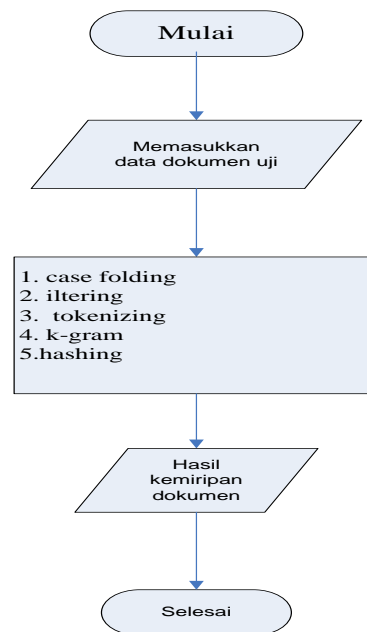 Mulai
Memasukkan
data dokumen uji
1. case folding
2. iltering
3. tokenizing
4. k-gram
5.hashing
Hasil
kemiripan
dokumen
Selesai